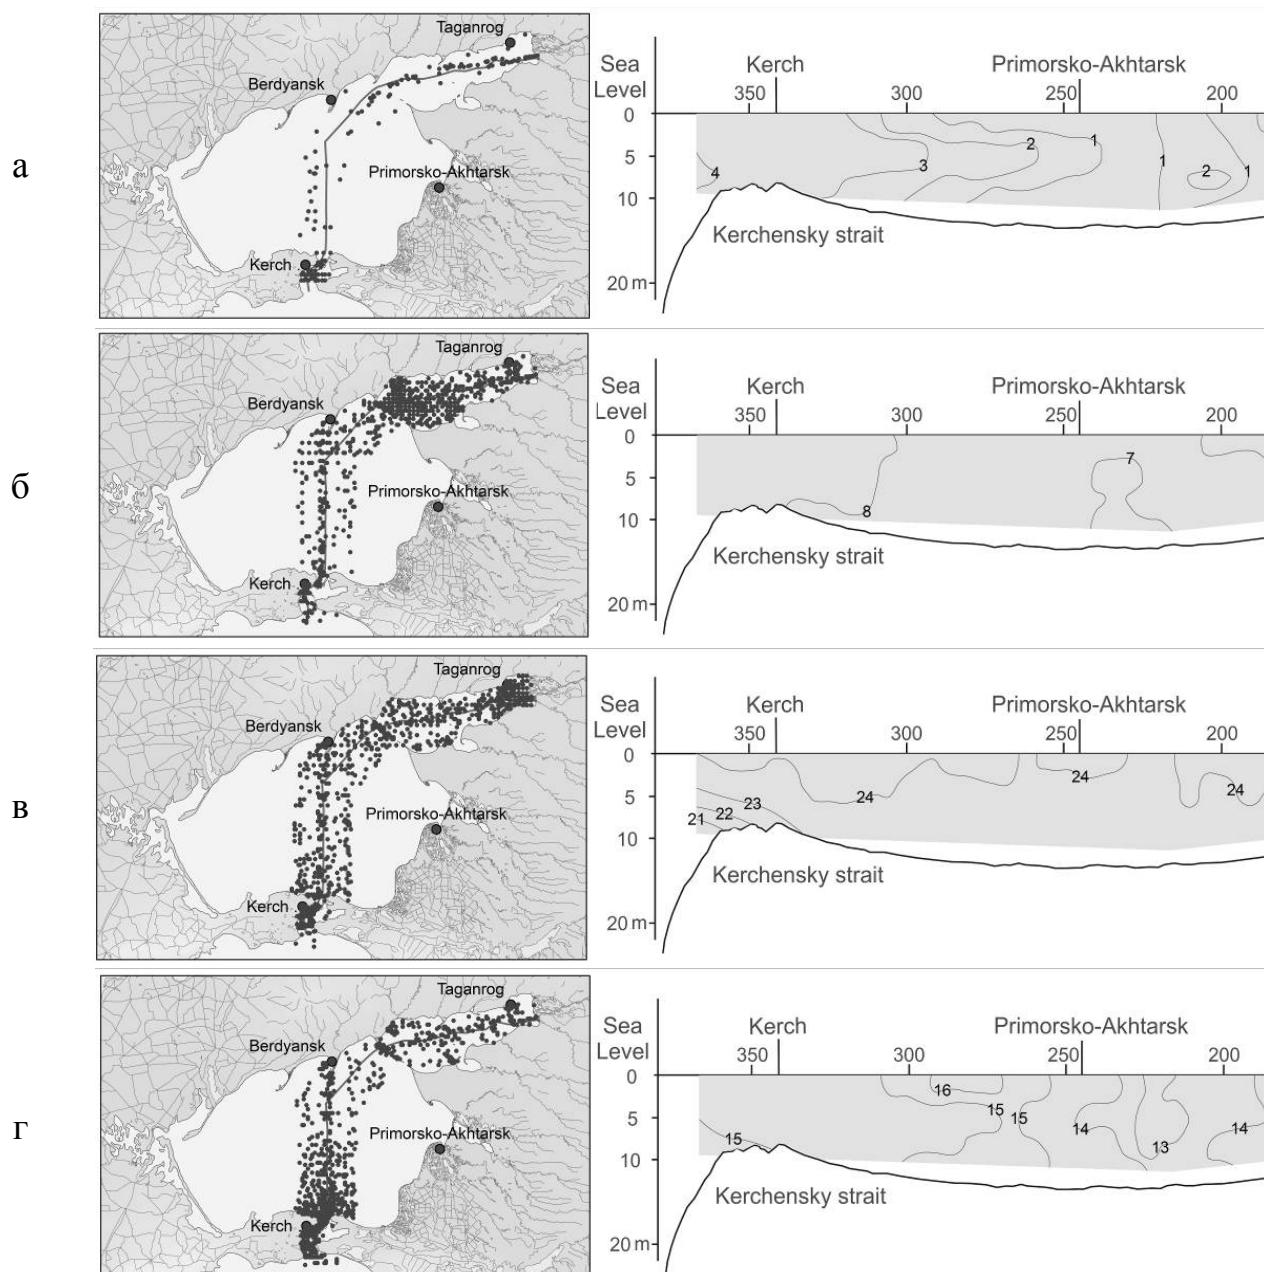 а
Taganrog
Berdyansk
Primorsko-Akhtarsk
Kerch
Sea Level
Kerch
Primorsko-Akhtarsk
350
300
250
200
0
5
10
20 m
4
3
2
1
1
2
1
Kerchensky strait
б
Taganrog
Berdyansk
Primorsko-Akhtarsk
Kerch
Sea Level
Kerch
Primorsko-Akhtarsk
350
300
250
200
0
5
10
20 m
8
7
Kerchensky strait
в
Taganrog
Berdyansk
Primorsko-Akhtarsk
Kerch
Sea Level
Kerch
Primorsko-Akhtarsk
350
300
250
200
0
5
10
20 m
21
22
23
24
24
24
Kerchensky strait
г
Taganrog
Berdyansk
Primorsko-Akhtarsk
Kerch
Sea Level
Kerch
Primorsko-Akhtarsk
350
300
250
200
0
5
10
20 m
15
16
15
15
14
13
14
Kerchensky strait